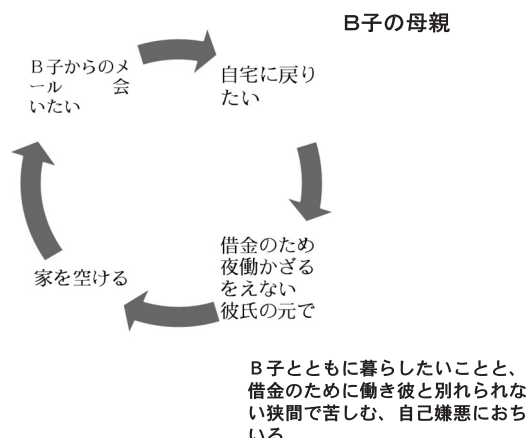 B子の母親
B子からのメ
ール　　　会
いたい
自宅に戻り
たい
借金のため
夜働かざる
をえない
彼氏の元で
家を空ける
B子とともに暮らしたいことと、
借金のために働き彼と別れられな
い狭間で苦しむ、自己嫌悪におち
いる